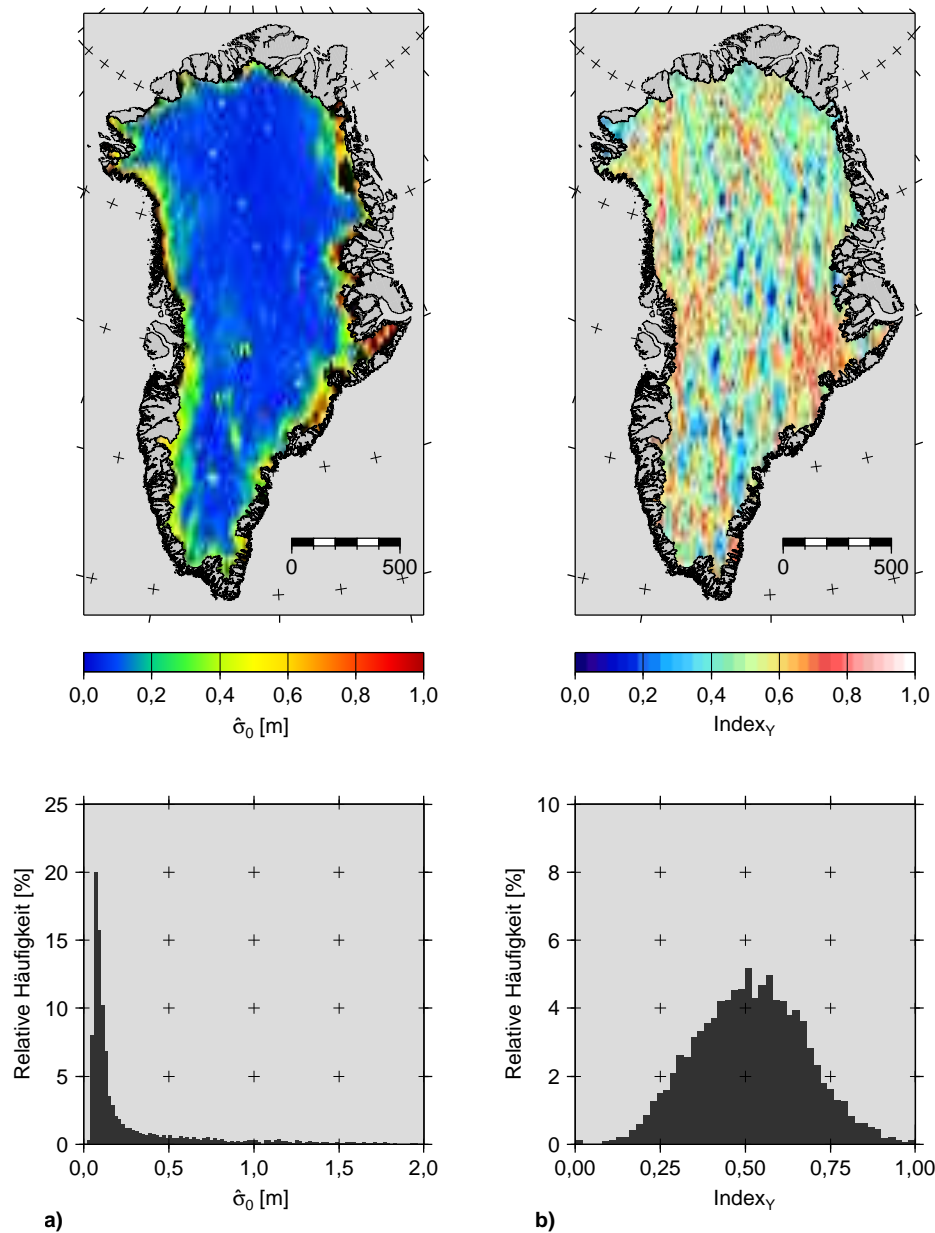 0 500
0 500
0,0 0,2 0,4 0,6 0,8 1,0
σ̂₀ [m]
0,0 0,2 0,4 0,6 0,8 1,0
Index_Y
25
20
15
10
5
0
Relative Häufigkeit [%]
0,0 0,5 1,0 1,5 2,0
σ̂₀ [m]
a)
10
8
6
4
2
0
Relative Häufigkeit [%]
0,00 0,25 0,50 0,75 1,00
Index_Y
b)